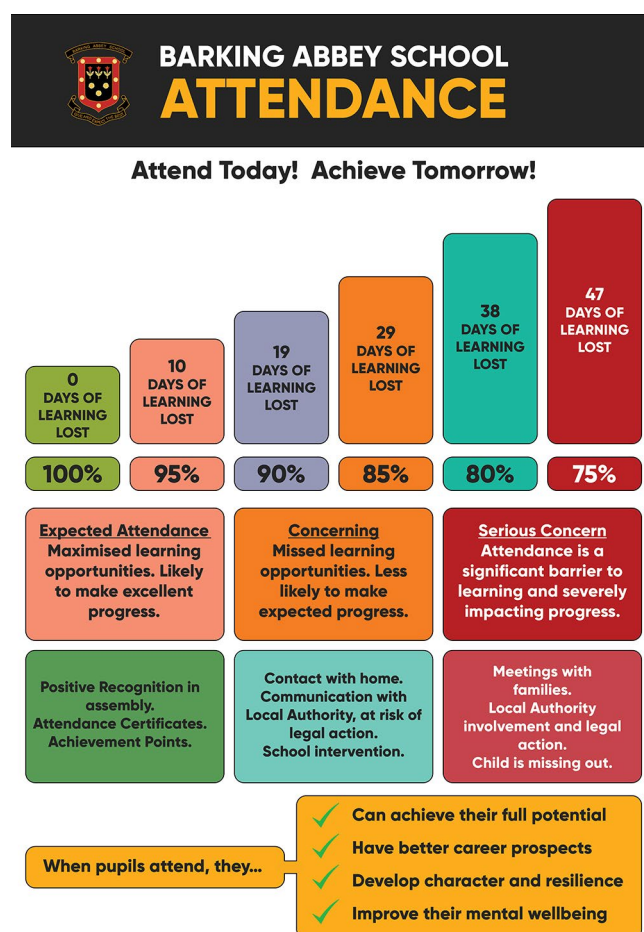 BARKING ABBEY SCHOOL
BARKING ABBEY SCHOOL
ATTENDANCE
Attend Today! Achieve Tomorrow!
0
DAYS OF
LEARNING
LOST
10
DAYS OF
LEARNING
LOST
19
DAYS OF
LEARNING
LOST
29
DAYS OF
LEARNING
LOST
38
DAYS OF
LEARNING
LOST
47
DAYS OF
LEARNING
LOST
100%
95%
90%
85%
80%
75%
Expected Attendance
Maximised learning
opportunities. Likely
to make excellent
progress.
Concerning
Missed learning
opportunities. Less
likely to make
expected progress.
Serious Concern
Attendance is a
significant barrier to
learning and severely
impacting progress.
Positive Recognition in
assembly.
Attendance Certificates.
Achievement Points.
Contact with home.
Communication with
Local Authority, at risk of
legal action.
School intervention.
Meetings with
families.
Local Authority
involvement and legal
action.
Child is missing out.
When pupils attend, they...
Can achieve their full potential
Have better career prospects
Develop character and resilience
Improve their mental wellbeing